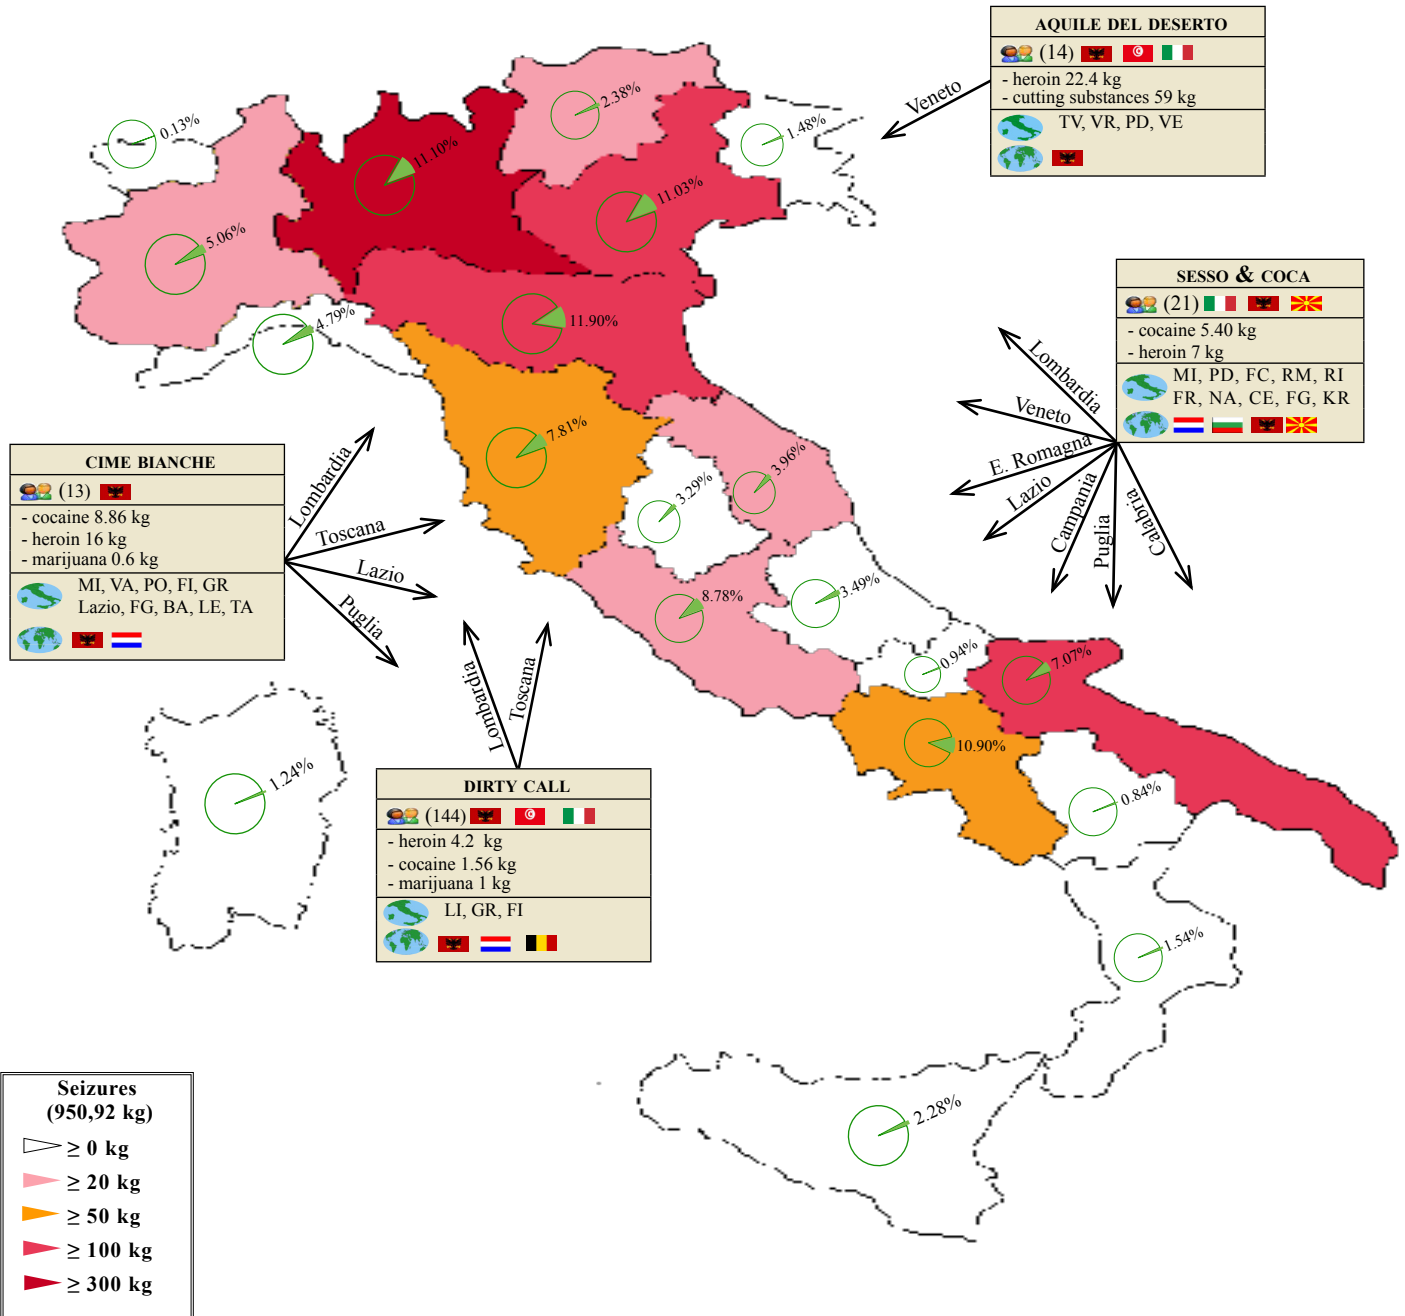 AQUILE DEL DESERTO
(14)
- heroin 22.4 kg
- cutting substances 59 kg
TV, VR, PD, VE
Veneto
0.13%
2.38%
1.48%
11.10%
11.03%
5.06%
4.79%
11.90%
SESSO & COCA
(21)
- cocaine 5.40 kg
- heroin 7 kg
MI, PD, FC, RM, RI
FR, NA, CE, FG, KR
Lombardia
Veneto
E. Romagna
Lazio
Campania
Puglia
Calabria
7.81%
3.96%
3.29%
8.78%
3.49%
0.94%
7.07%
10.90%
0.84%
CIME BIANCHE
(13)
- cocaine 8.86 kg
- heroin 16 kg
- marijuana 0.6 kg
MI, VA, PO, FI, GR
Lazio, FG, BA, LE, TA
Lombardia
Toscana
Lazio
Puglia
Lombardia
Toscana
DIRTY CALL
(144)
- heroin 4.2 kg
- cocaine 1.56 kg
- marijuana 1 kg
LI, GR, FI
1.24%
1.54%
2.28%
Seizures
(950,92 kg)
≥ 0 kg
≥ 20 kg
≥ 50 kg
≥ 100 kg
≥ 300 kg